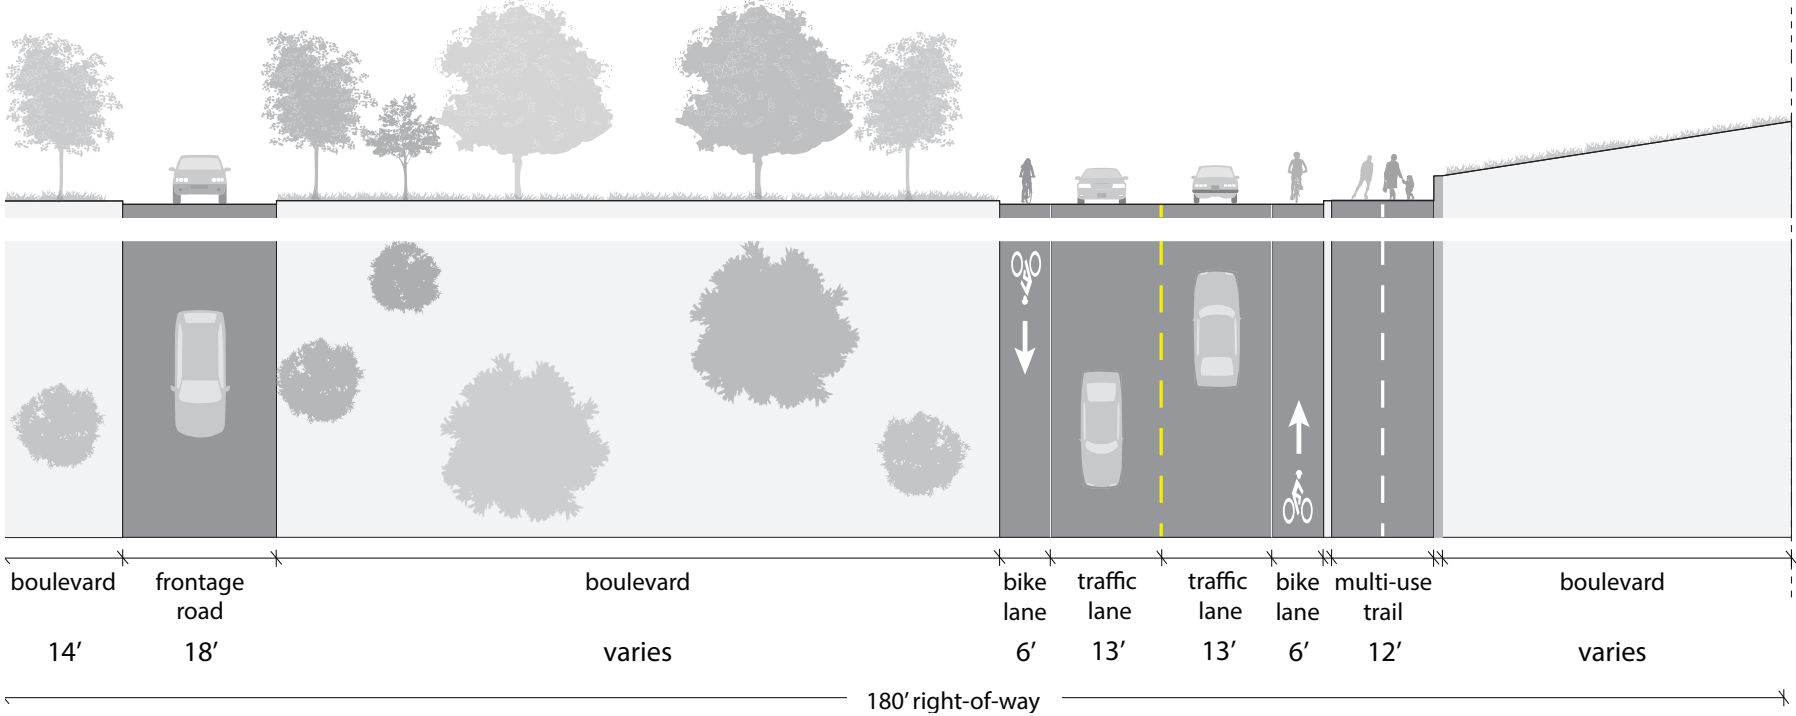 boulevard frontage road boulevard bike lane traffic lane traffic lane bike lane multi-use trail boulevard
14’ 18’ varies 6’ 13’ 13’ 6’ 12’ varies
180’ right-of-way